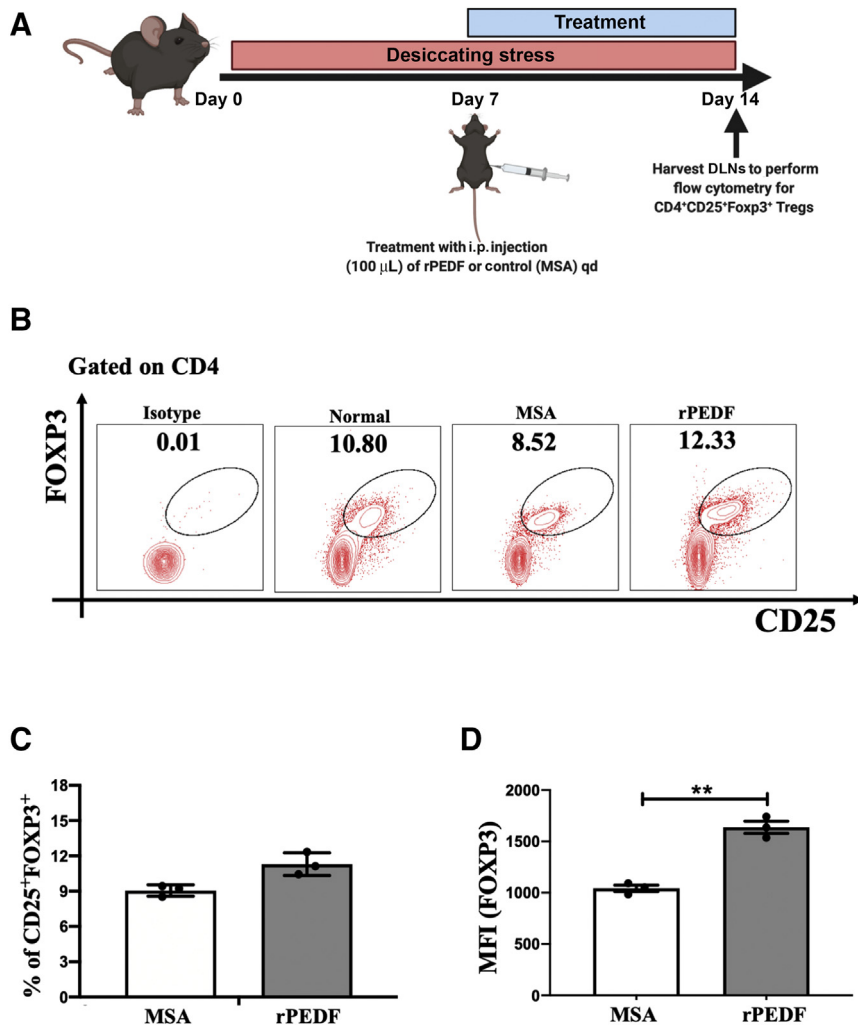 A
Treatment
Desiccating stress
Day 0
Day 7
Day 14
Treatment with i.p. injection
(100 μL) of rPEDF or control (MSA) qd
Harvest DLNs to perform
flow cytometry for
CD4⁺CD25⁺Foxp3⁺ Tregs
B
Gated on CD4
FOXP3
Isotype
0.01
Normal
10.80
MSA
8.52
rPEDF
12.33
CD25
C
% of CD25⁺FOXP3⁺
18
15
12
9
6
3
0
MSA
rPEDF
D
MFI (FOXP3)
2000
1500
1000
500
0
**
MSA
rPEDF